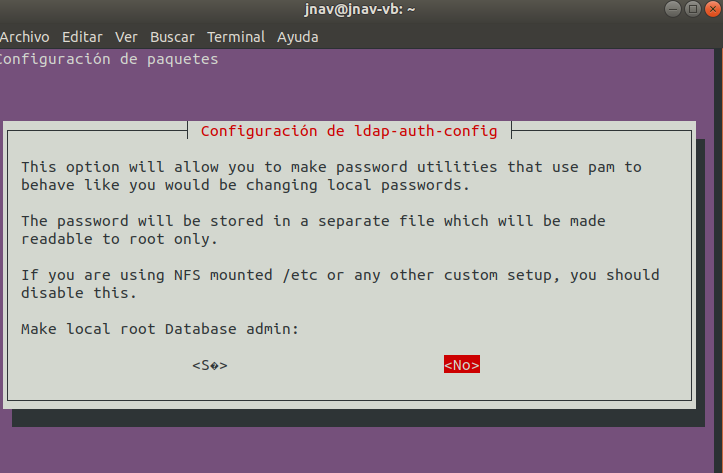 jnav@jnav-vb: ~
Archivo Editar Ver Buscar Terminal Ayuda
Configuración de paquetes
Configuración de ldap-auth-config
This option will allow you to make password utilities that use pam to
behave like you would be changing local passwords.
The password will be stored in a separate file which will be made
readable to root only.
If you are using NFS mounted /etc or any other custom setup, you should
disable this.
Make local root Database admin:
<S�> <No>